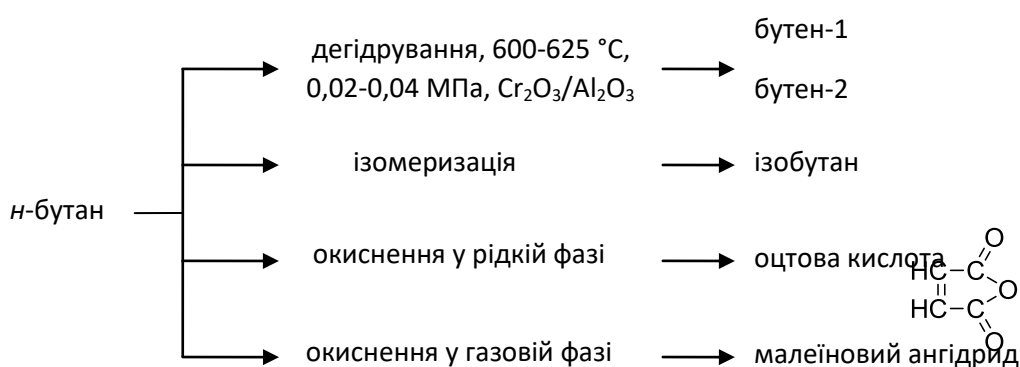 бутен-1
дегідрування, 600-625 °С,
0,02-0,04 МПа, Cr₂O₃/Al₂O₃
бутен-2
ізомеризація
ізобутан
н-бутан
окиснення у рідкій фазі
оцтова кислота
O
HC C
O
HC C
O
окиснення у газовій фазі
малеїновий ангідрид